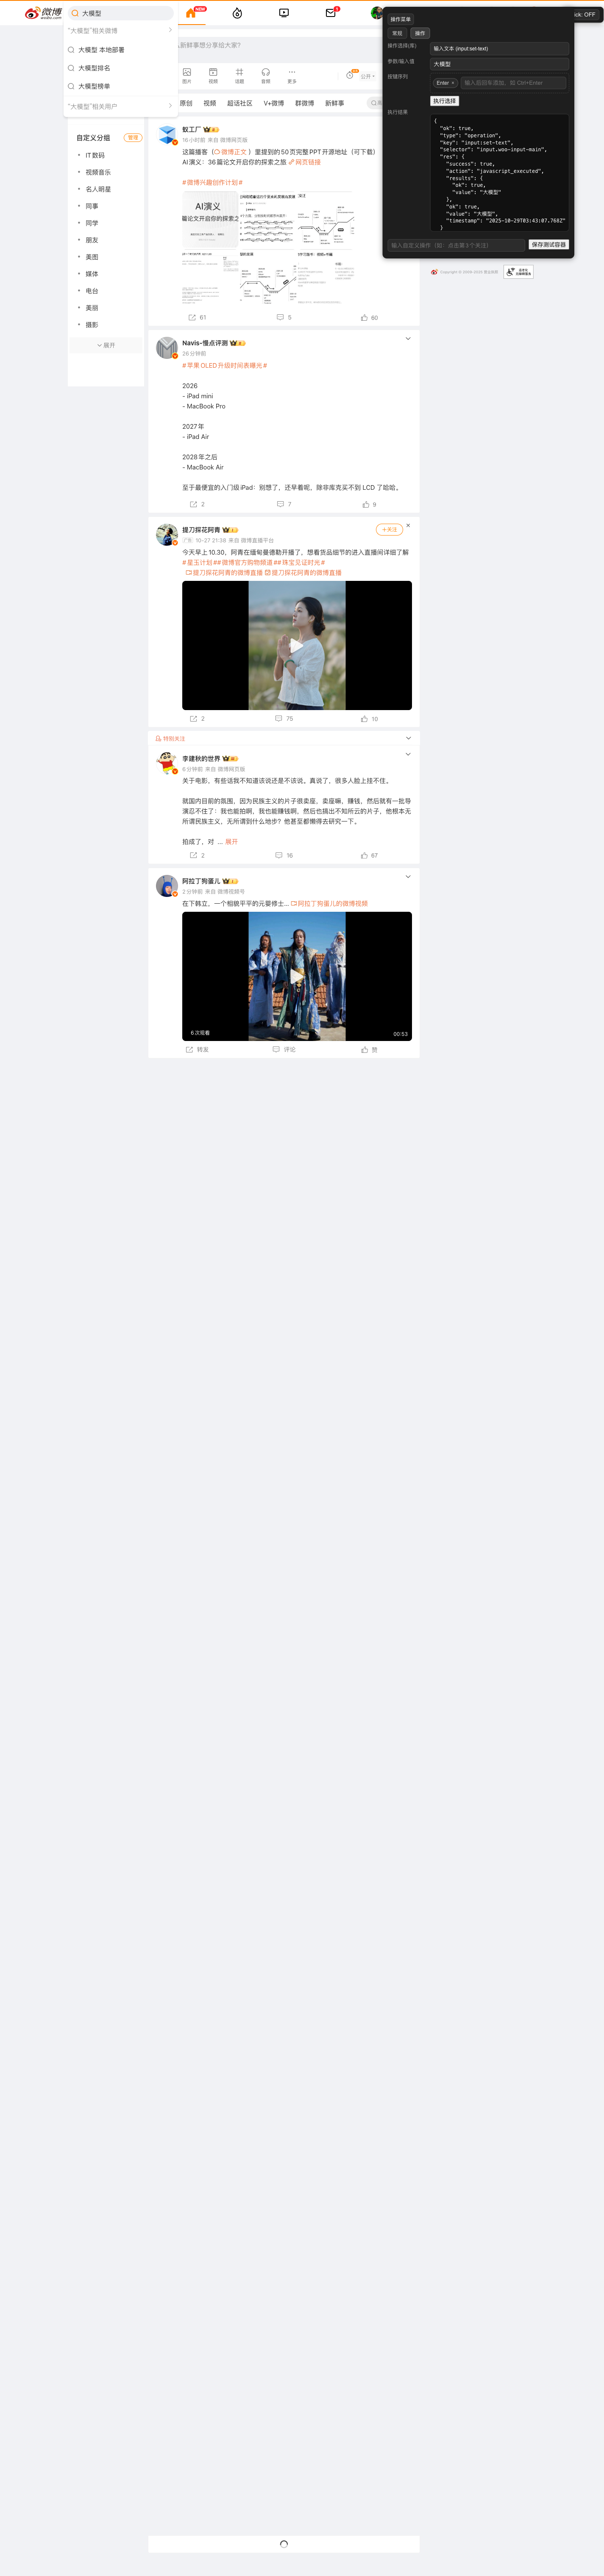 微博
weibo.com
大模型
NEW
1
"大模型"相关微博
大模型 本地部署
大模型排名
大模型榜单
"大模型"相关用户
新鲜事想分享给大家?
图片
视频
话题
音频
更多
公开
原创
视频
超话社区
V+微博
群微博
新鲜事
自定义分组
管理
IT数码
视频音乐
名人明星
同事
同学
朋友
美图
媒体
电台
美丽
摄影
展开
蚁工厂
16小时前 来自 微博网页版
这篇播客（微博正文 ）里提到的50页完整PPT开源地址（可下载）
AI演义：36篇论文开启你的探索之旅 网页链接
#微博兴趣创作计划#
AI演义：
篇论文开启你的探索之
61
5
60
Navis-慢点评测
26分钟前
#苹果OLED升级时间表曝光#
2026
- iPad mini
- MacBook Pro
2027年
- iPad Air
2028年之后
- MacBook Air
至于最便宜的入门级iPad：别想了，还早着呢，除非库克买不到 LCD 了哈哈。
2
7
9
提刀探花阿青
+关注
广东 10-27 21:38 来自 微博直播平台
今天早上10.30，阿青在缅甸曼德勒开播了，想看货品细节的进入直播间详细了解
#星玉计划##微博官方购物频道##珠宝见证时光#
提刀探花阿青的微博直播 提刀探花阿青的微博直播
2
75
10
特别关注
李建秋的世界
6分钟前 来自 微博网页版
关于电影，有些话我不知道该说还是不该说。真说了，很多人脸上挂不住。
就国内目前的氛围，因为民族主义的片子很卖座，卖座嘛，赚钱，然后就有一批导
演忍不住了：我也能拍啊，我也能赚钱啊，然后也搞出不知所云的片子，他根本无
所谓民族主义，无所谓到什么地步？他甚至都懒得去研究一下。
拍成了，对 ... 展开
2
16
67
阿拉丁狗蛋儿
2分钟前 来自 微博视频号
在下韩立，一个相貌平平的元婴修士... 阿拉丁狗蛋儿的微博视频
6次观看
00:53
转发
评论
赞
操作菜单
ck: OFF
常规
操作
操作选择(库)
输入文本 (input:set-text)
参数/输入值
大模型
按键序列
Enter ×
输入后回车添加，如 Ctrl+Enter
执行选择
执行结果
{
"ok": true,
"type": "operation",
"key": "input:set-text",
"selector": "input.woo-input-main",
"res": {
"success": true,
"action": "javascript_executed",
"results": {
"ok": true,
"value": "大模型"
},
"ok": true,
"value": "大模型",
"timestamp": "2025-10-29T03:43:07.768Z"
}
输入自定义操作（如：点击第3个关注）
保存测试容器